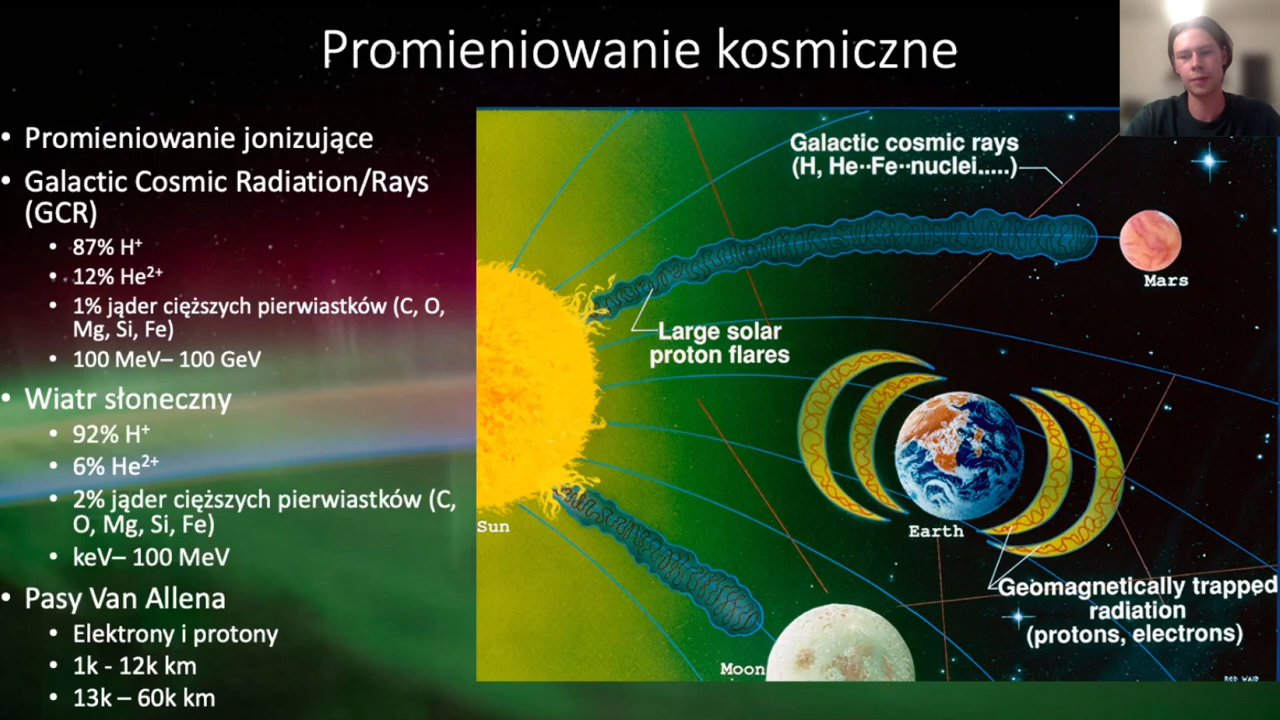 Promieniowanie kosmiczne
• Promieniowanie jonizujące
• Galactic Cosmic Radiation/Rays
(GCR)
• 87% H⁺
• 12% He²⁺
• 1% jąder cięższych pierwiastków (C, O,
Mg, Si, Fe)
• 100 MeV– 100 GeV
• Wiatr słoneczny
• 92% H⁺
• 6% He²⁺
• 2% jąder cięższych pierwiastków (C,
O, Mg, Si, Fe)
• keV– 100 MeV
• Pasy Van Allena
• Elektrony i protony
• 1k - 12k km
• 13k – 60k km
Galactic cosmic rays
(H, He··Fe··nuclei.....)
Mars
Large solar
proton flares
Sun
Earth
Geomagnetically trapped
radiation
(protons, electrons)
Moon
ROB WAID